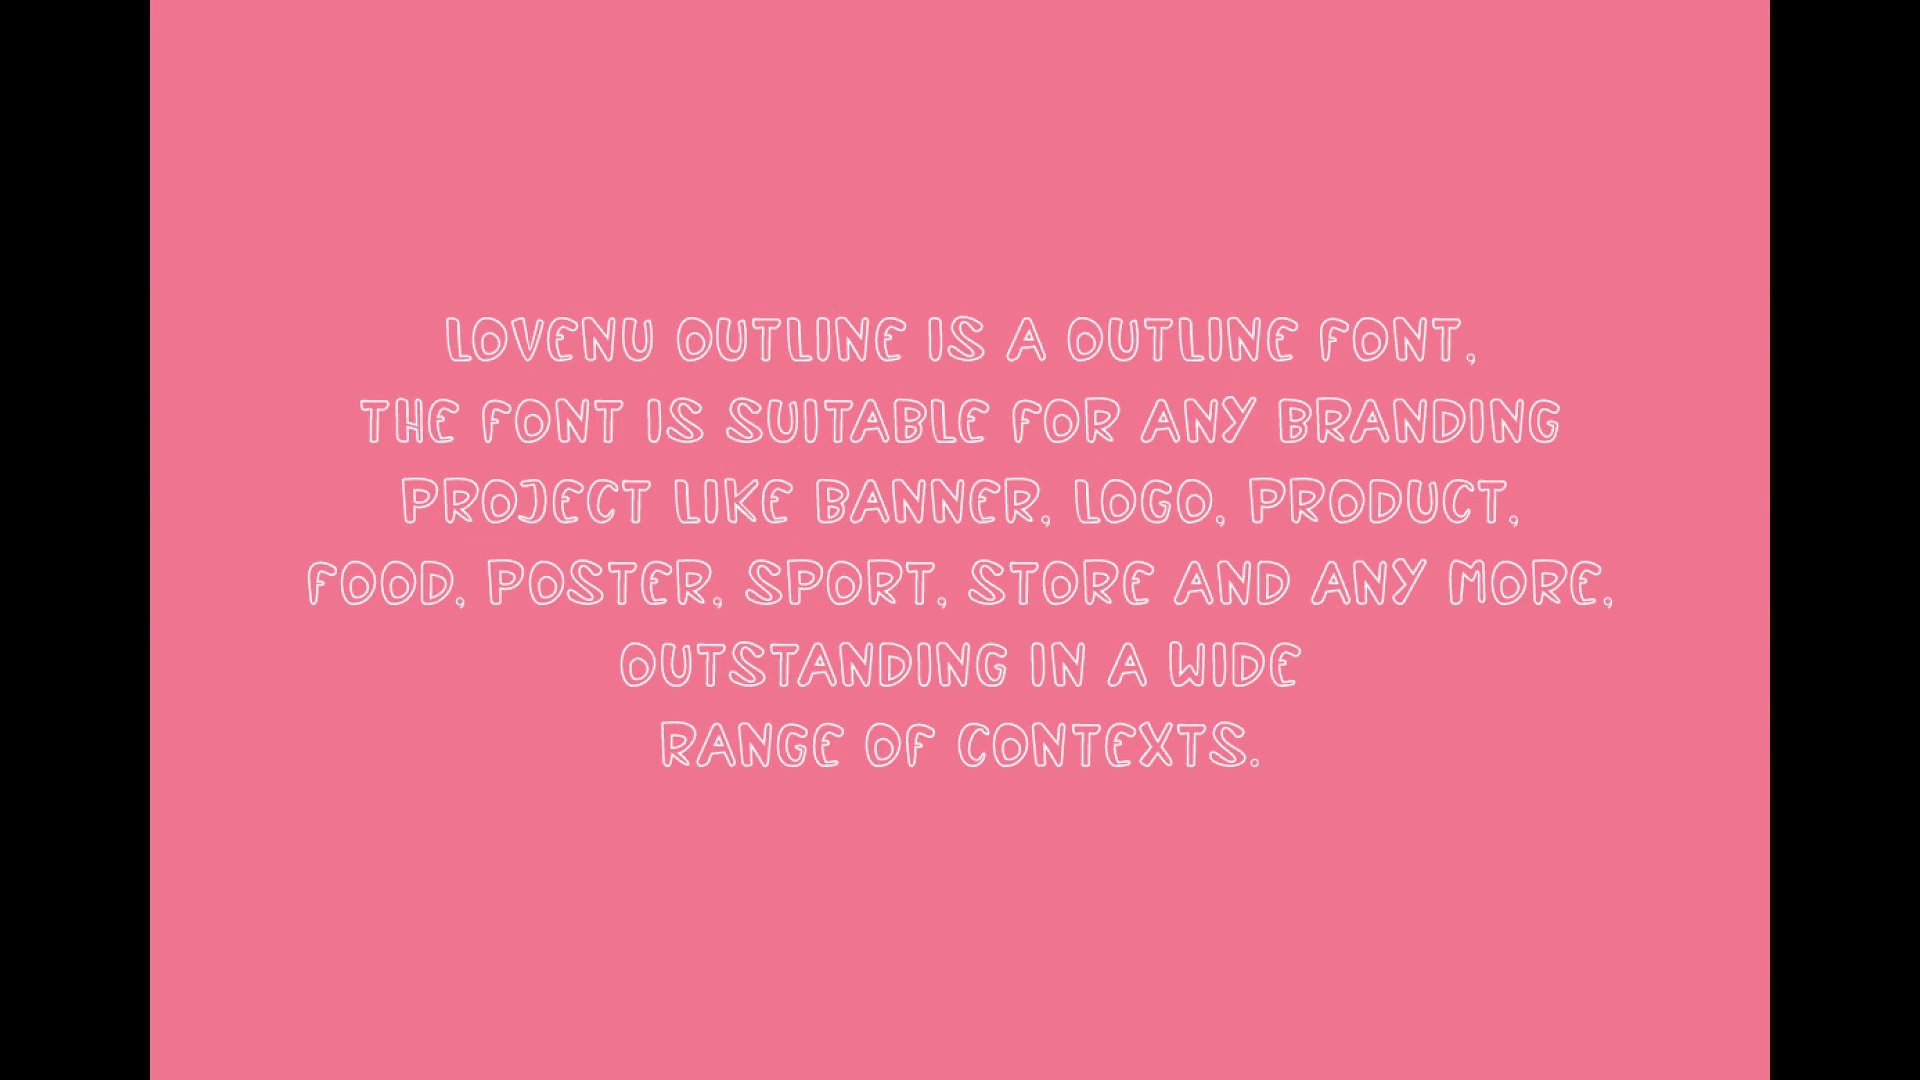 LOVENU OUTLINE IS A OUTLINE FONT,
THE FONT IS SUITABLE FOR ANY BRANDING
PROJECT LIKE BANNER, LOGO, PRODUCT,
FOOD, POSTER, SPORT, STORE AND ANY MORE,
OUTSTANDING IN A WIDE
RANGE OF CONTEXTS.